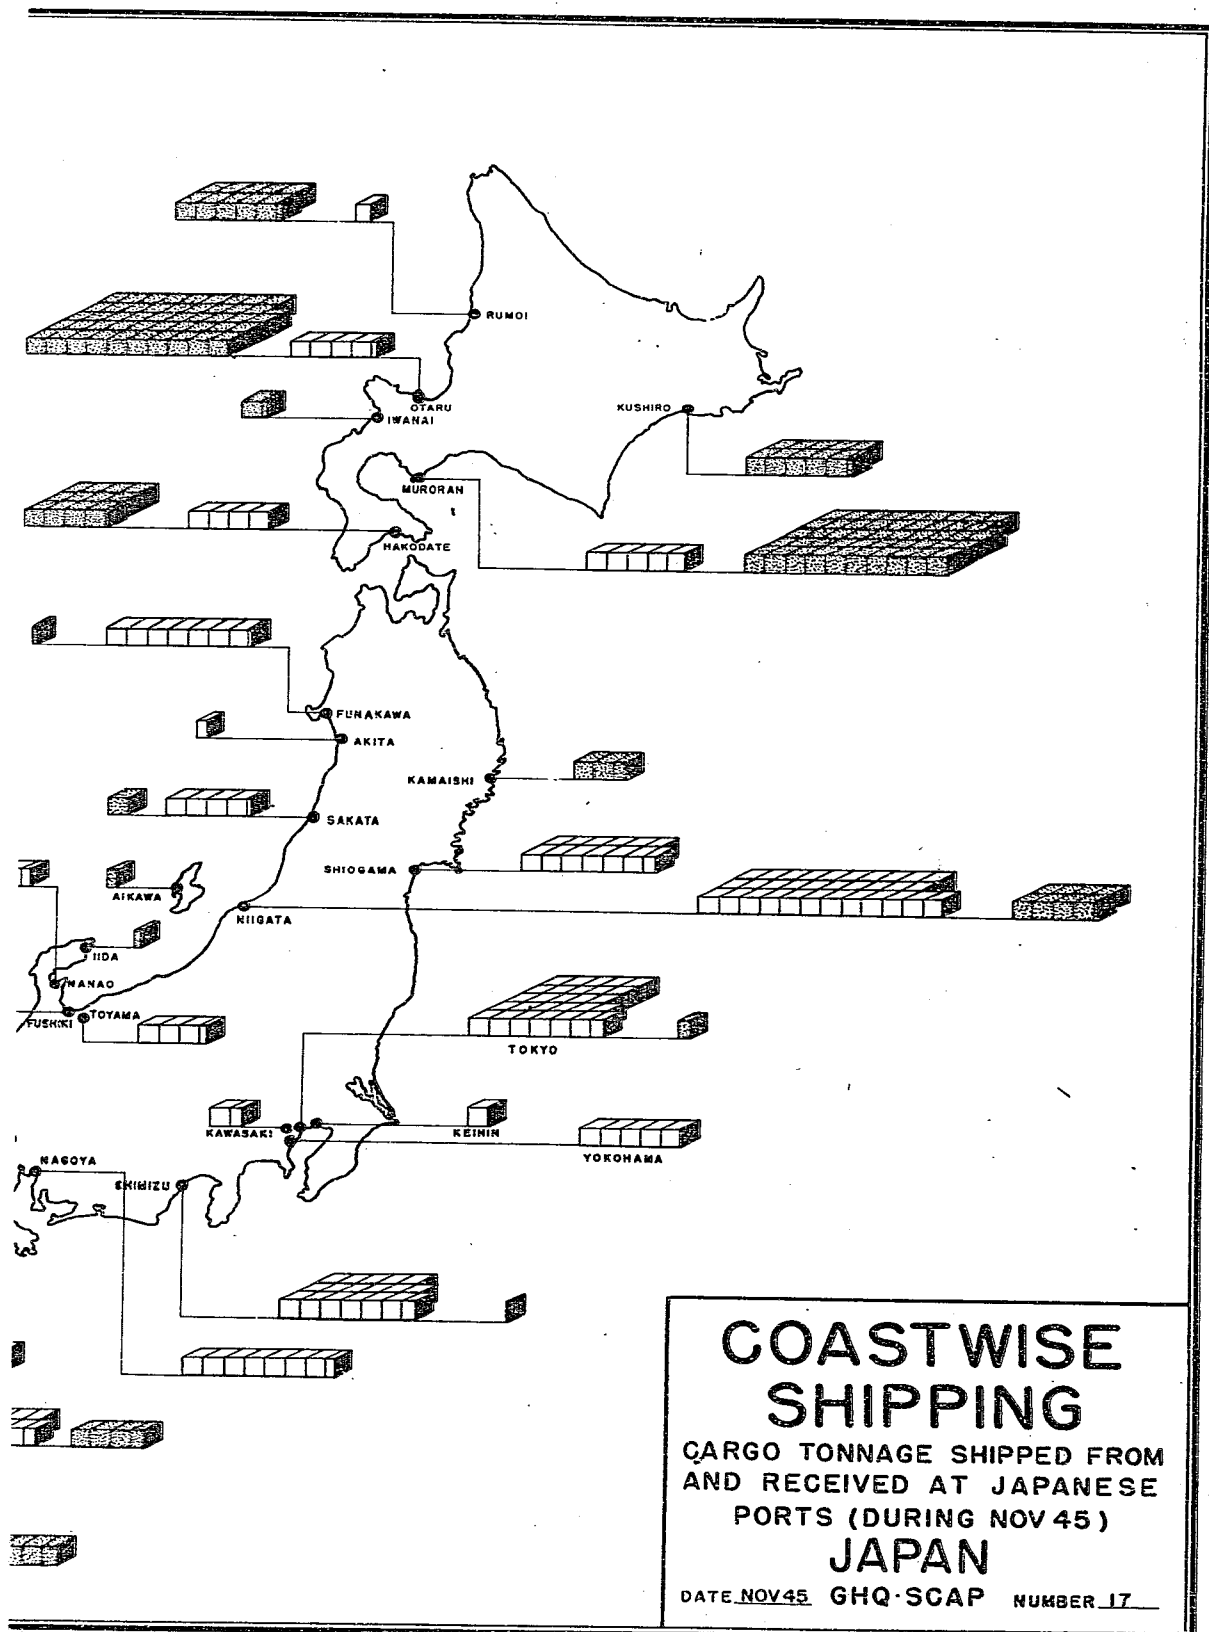 RUMOI
OTARU
IWANAI
KUSHIRO
MURORAN
HAKODATE
FUNAKAWA
AKITA
KAMAISHI
SAKATA
SHIOGAMA
AIKAWA
NIIGATA
IIDA
NANAO
FUSHIKI
TOYAMA
TOKYO
KAWASAKI
KEIHIN
YOKOHAMA
NAGOYA
SHIMIZU
COASTWISE
SHIPPING
CARGO TONNAGE SHIPPED FROM
AND RECEIVED AT JAPANESE
PORTS (DURING NOV 45)
JAPAN
DATE NOV 45 GHQ·SCAP NUMBER 17